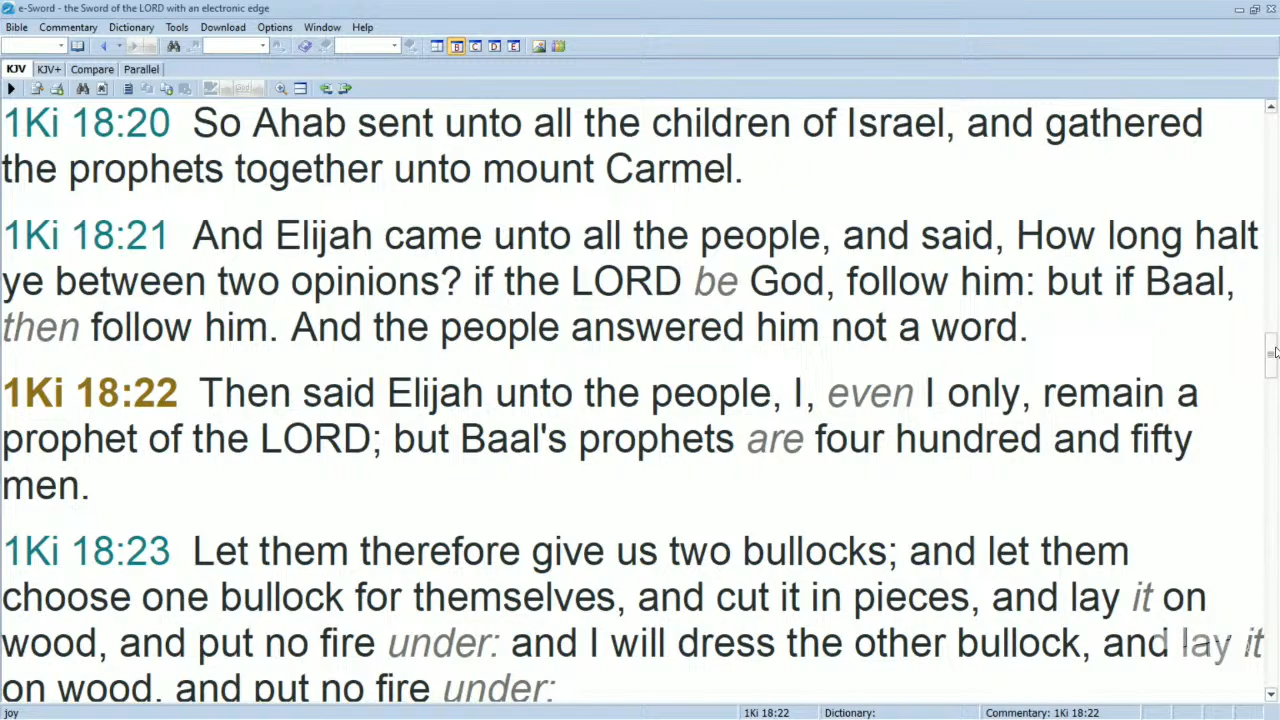 e-Sword - the Sword of the LORD with an electronic edge
Bible Commentary Dictionary Tools Download Options Window Help
B C D E
KJV KJV+ Compare Parallel
1Ki 18:20 So Ahab sent unto all the children of Israel, and gathered
the prophets together unto mount Carmel.
1Ki 18:21 And Elijah came unto all the people, and said, How long halt
ye between two opinions? if the LORD be God, follow him: but if Baal,
then follow him. And the people answered him not a word.
1Ki 18:22 Then said Elijah unto the people, I, even I only, remain a
prophet of the LORD; but Baal's prophets are four hundred and fifty
men.
1Ki 18:23 Let them therefore give us two bullocks; and let them
choose one bullock for themselves, and cut it in pieces, and lay it on
wood, and put no fire under: and I will dress the other bullock, and lay it
on wood, and put no fire under:
joy 1Ki 18:22 Dictionary: Commentary: 1Ki 18:22